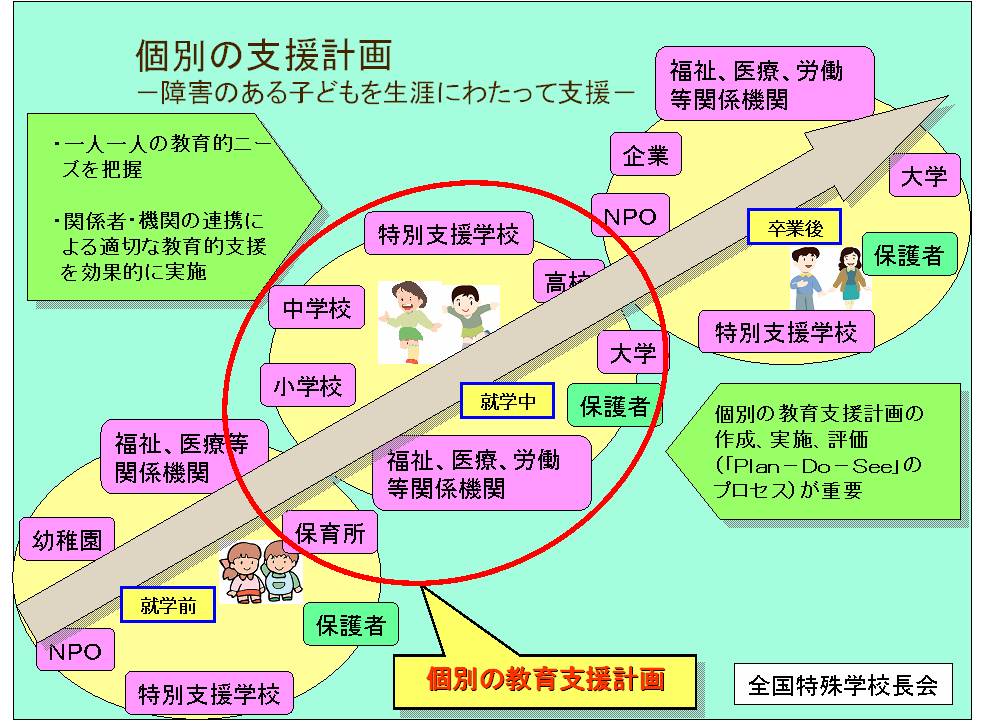 個別の支援計画
－障害のある子どもを生涯にわたって支援－
・一人一人の教育的ニー
ズを把握
・関係者・機関の連携に
よる適切な教育的支援
を効果的に実施
福祉、医療、労働
等関係機関
企業
大学
NPO
卒業後
保護者
特別支援学校
特別支援学校
高校
中学校
大学
小学校
就学中
保護者
福祉、医療、労働
等関係機関
個別の教育支援計画の
作成、実施、評価
（「Plan－Do－See」の
プロセス）が重要
福祉、医療等
関係機関
幼稚園
保育所
就学前
保護者
NPO
特別支援学校
個別の教育支援計画
全国特殊学校長会